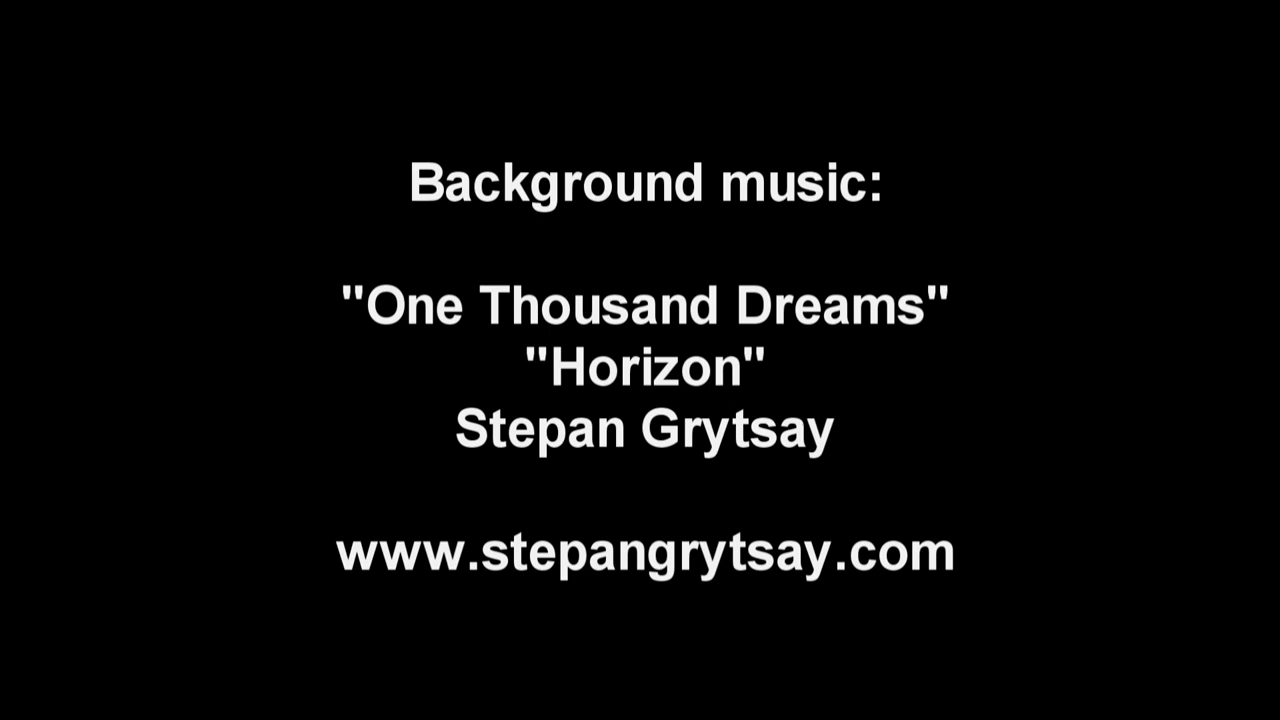 Background music:
"One Thousand Dreams"
"Horizon"
Stepan Grytsay
www.stepangrytsay.com